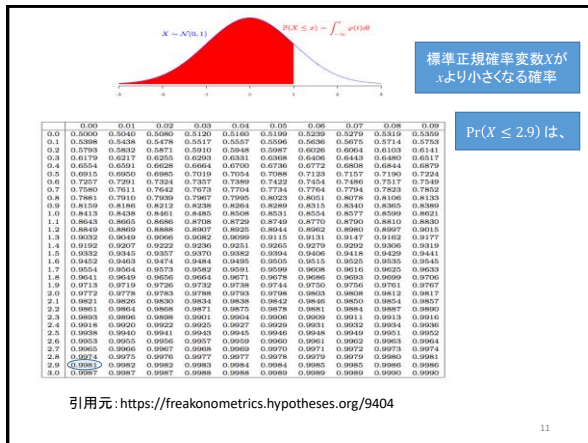 X ~ N(0, 1)
P(X ≤ x) = ∫_{-∞}^{x} φ(t)dt
標準正規確率変数Xが
xより小さくなる確率
Pr(X ≤ 2.9) は、
0.00 0.01 0.02 0.03 0.04 0.05 0.06 0.07 0.08 0.09
0.0 0.5000 0.5040 0.5080 0.5120 0.5160 0.5199 0.5239 0.5279 0.5319 0.5359
0.1 0.5398 0.5438 0.5478 0.5517 0.5557 0.5596 0.5636 0.5675 0.5714 0.5753
0.2 0.5793 0.5832 0.5871 0.5910 0.5948 0.5987 0.6026 0.6064 0.6103 0.6141
0.3 0.6179 0.6217 0.6255 0.6293 0.6331 0.6368 0.6406 0.6443 0.6480 0.6517
0.4 0.6554 0.6591 0.6628 0.6664 0.6700 0.6736 0.6772 0.6808 0.6844 0.6879
0.5 0.6915 0.6950 0.6985 0.7019 0.7054 0.7088 0.7123 0.7157 0.7190 0.7224
0.6 0.7257 0.7291 0.7324 0.7357 0.7389 0.7422 0.7454 0.7486 0.7517 0.7549
0.7 0.7580 0.7611 0.7642 0.7673 0.7704 0.7734 0.7764 0.7794 0.7823 0.7852
0.8 0.7881 0.7910 0.7939 0.7967 0.7995 0.8023 0.8051 0.8078 0.8106 0.8133
0.9 0.8159 0.8186 0.8212 0.8238 0.8264 0.8289 0.8315 0.8340 0.8365 0.8389
1.0 0.8413 0.8438 0.8461 0.8485 0.8508 0.8531 0.8554 0.8577 0.8599 0.8621
1.1 0.8643 0.8665 0.8686 0.8708 0.8729 0.8749 0.8770 0.8790 0.8810 0.8830
1.2 0.8849 0.8869 0.8888 0.8907 0.8925 0.8944 0.8962 0.8980 0.8997 0.9015
1.3 0.9032 0.9049 0.9066 0.9082 0.9099 0.9115 0.9131 0.9147 0.9162 0.9177
1.4 0.9192 0.9207 0.9222 0.9236 0.9251 0.9265 0.9279 0.9292 0.9306 0.9319
1.5 0.9332 0.9345 0.9357 0.9370 0.9382 0.9394 0.9406 0.9418 0.9429 0.9441
1.6 0.9452 0.9463 0.9474 0.9484 0.9495 0.9505 0.9515 0.9525 0.9535 0.9545
1.7 0.9554 0.9564 0.9573 0.9582 0.9591 0.9599 0.9608 0.9616 0.9625 0.9633
1.8 0.9641 0.9649 0.9656 0.9664 0.9671 0.9678 0.9686 0.9693 0.9699 0.9706
1.9 0.9713 0.9719 0.9726 0.9732 0.9738 0.9744 0.9750 0.9756 0.9761 0.9767
2.0 0.9772 0.9778 0.9783 0.9788 0.9793 0.9798 0.9803 0.9808 0.9812 0.9817
2.1 0.9821 0.9826 0.9830 0.9834 0.9838 0.9842 0.9846 0.9850 0.9854 0.9857
2.2 0.9861 0.9864 0.9868 0.9871 0.9875 0.9878 0.9881 0.9884 0.9887 0.9890
2.3 0.9893 0.9896 0.9898 0.9901 0.9904 0.9906 0.9909 0.9911 0.9913 0.9916
2.4 0.9918 0.9920 0.9922 0.9925 0.9927 0.9929 0.9931 0.9932 0.9934 0.9936
2.5 0.9938 0.9940 0.9941 0.9943 0.9945 0.9946 0.9948 0.9949 0.9951 0.9952
2.6 0.9953 0.9955 0.9956 0.9957 0.9959 0.9960 0.9961 0.9962 0.9963 0.9964
2.7 0.9965 0.9966 0.9967 0.9968 0.9969 0.9970 0.9971 0.9972 0.9973 0.9974
2.8 0.9974 0.9975 0.9976 0.9977 0.9977 0.9978 0.9979 0.9979 0.9980 0.9981
2.9 0.9981 0.9982 0.9982 0.9983 0.9984 0.9984 0.9985 0.9985 0.9986 0.9986
3.0 0.9987 0.9987 0.9987 0.9988 0.9988 0.9989 0.9989 0.9989 0.9990 0.9990
引用元：https://freakonometrics.hypotheses.org/9404
11